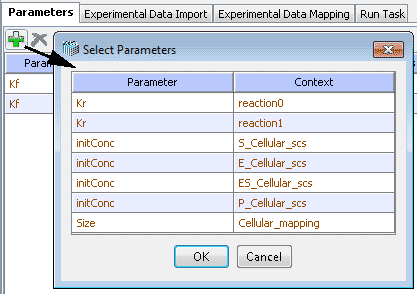 Parameters Experimental Data Import Experimental Data Mapping Run Task
Select Parameters
Param
Kf
Kf
Parameter Context
Kr reaction0
Kr reaction1
initConc S_Cellular_scs
initConc E_Cellular_scs
initConc ES_Cellular_scs
initConc P_Cellular_scs
Size Cellular_mapping
OK Cancel